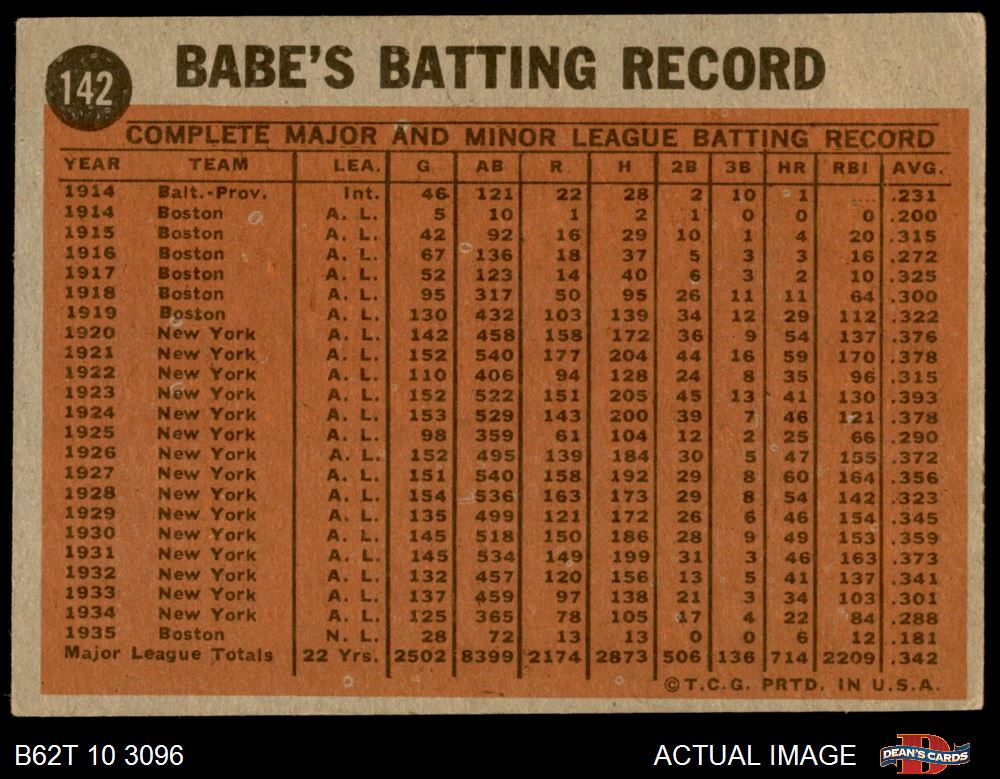 142
BABE'S BATTING RECORD
COMPLETE MAJOR AND MINOR LEAGUE BATTING RECORD
YEAR TEAM LEA. G AB R H 2B 3B HR RBI AVG.
1914 Balt.-Prov. Int. 46 121 22 28 2 10 1 ... .231
1914 Boston A. L. 5 10 1 2 1 0 0 0 .200
1915 Boston A. L. 42 92 16 29 10 1 4 20 .315
1916 Boston A. L. 67 136 18 37 5 3 3 16 .272
1917 Boston A. L. 52 123 14 40 6 3 2 10 .325
1918 Boston A. L. 95 317 50 95 26 11 11 64 .300
1919 Boston A. L. 130 432 103 139 34 12 29 112 .322
1920 New York A. L. 142 458 158 172 36 9 54 137 .376
1921 New York A. L. 152 540 177 204 44 16 59 170 .378
1922 New York A. L. 110 406 94 128 24 8 35 96 .315
1923 New York A. L. 152 522 151 205 45 13 41 130 .393
1924 New York A. L. 153 529 143 200 39 7 46 121 .378
1925 New York A. L. 98 359 61 104 12 2 25 66 .290
1926 New York A. L. 152 495 139 184 30 5 47 155 .372
1927 New York A. L. 151 540 158 192 29 8 60 164 .356
1928 New York A. L. 154 536 163 173 29 8 54 142 .323
1929 New York A. L. 135 499 121 172 26 6 46 154 .345
1930 New York A. L. 145 518 150 186 28 9 49 153 .359
1931 New York A. L. 145 534 149 199 31 3 46 163 .373
1932 New York A. L. 132 457 120 156 13 5 41 137 .341
1933 New York A. L. 137 459 97 138 21 3 34 103 .301
1934 New York A. L. 125 365 78 105 17 4 22 84 .288
1935 Boston N. L. 28 72 13 13 0 0 6 12 .181
Major League Totals 22 Yrs. 2502 8399 2174 2873 506 136 714 2209 .342
© T.C.G. PRTD. IN U.S.A.
B62T 10 3096 ACTUAL IMAGE DEAN'S CARDS